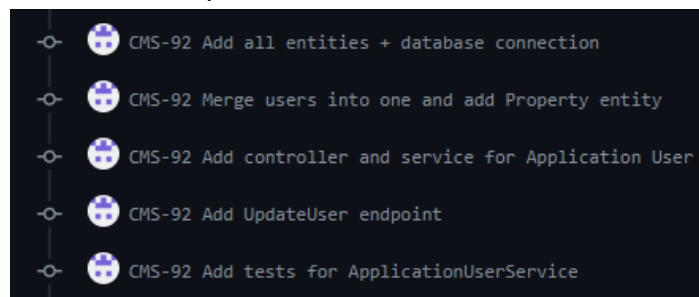 CMS-92 Add all entities + database connection
CMS-92 Merge users into one and add Property entity
CMS-92 Add controller and service for Application User
CMS-92 Add UpdateUser endpoint
CMS-92 Add tests for ApplicationUserService